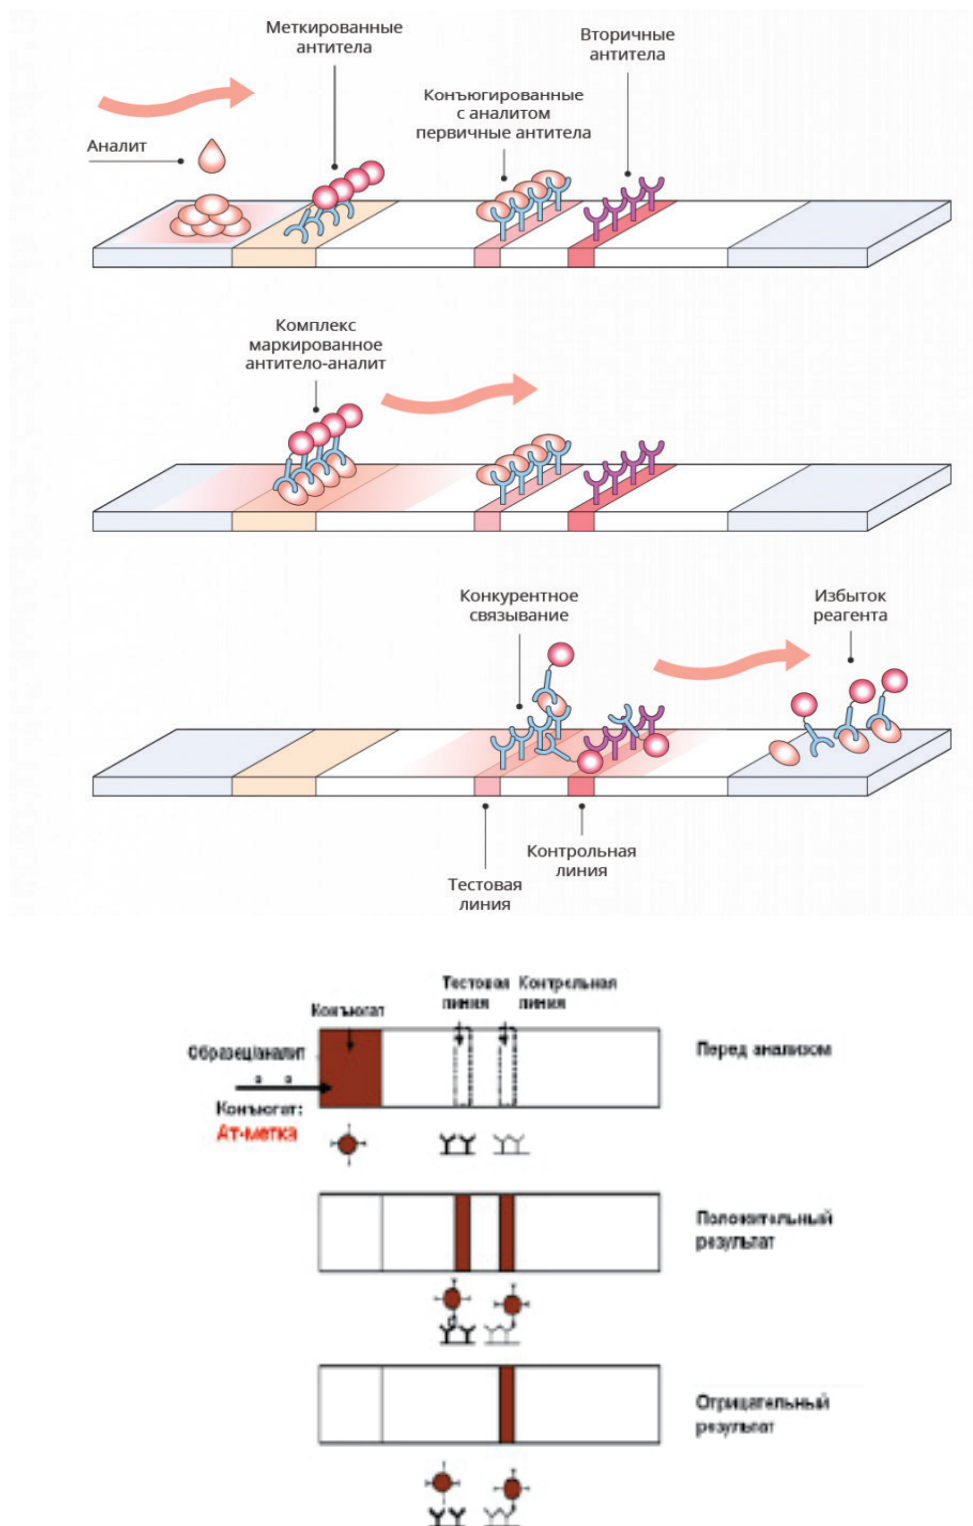 Меткированные
антитела
Вторичные
антитела
Конъюгированные
с аналитом
первичные антитела
Аналит
Комплекс
маркированное
антитело-аналит
Конкурентное
связывание
Избыток
реагента
Контрольная
линия
Тестовая
линия
Тестовая Контрольная
линия линия
Конъюгат
Образец/аналит
Перед анализом
Конъюгат:
Ат-метка
Положительный
результат
Отрицательный
результат